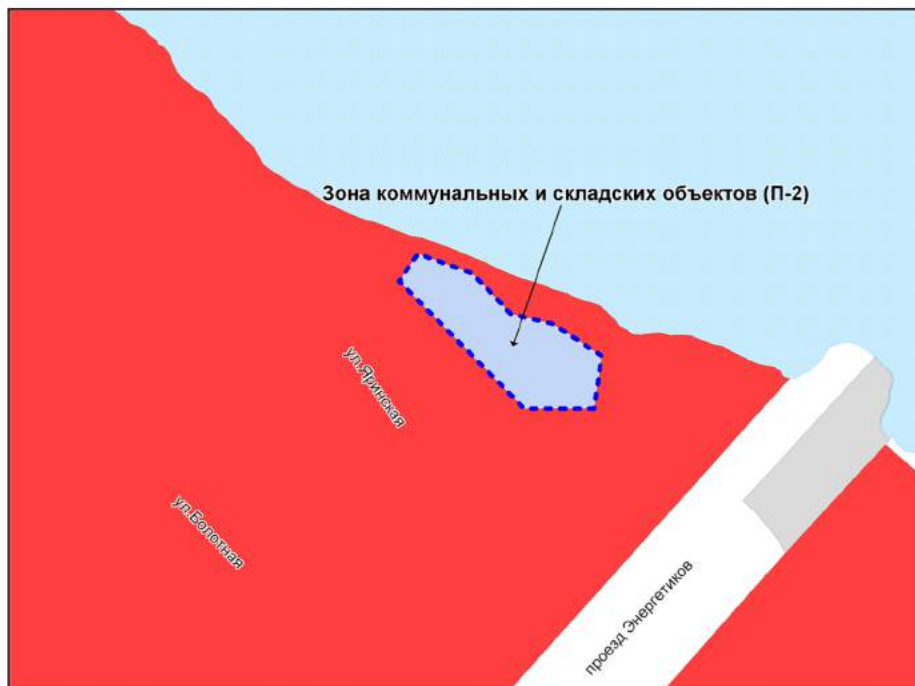 Зона коммунальных и складских объектов (П-2)
ул.Яринская
ул.Болотная
проезд Энергетиков